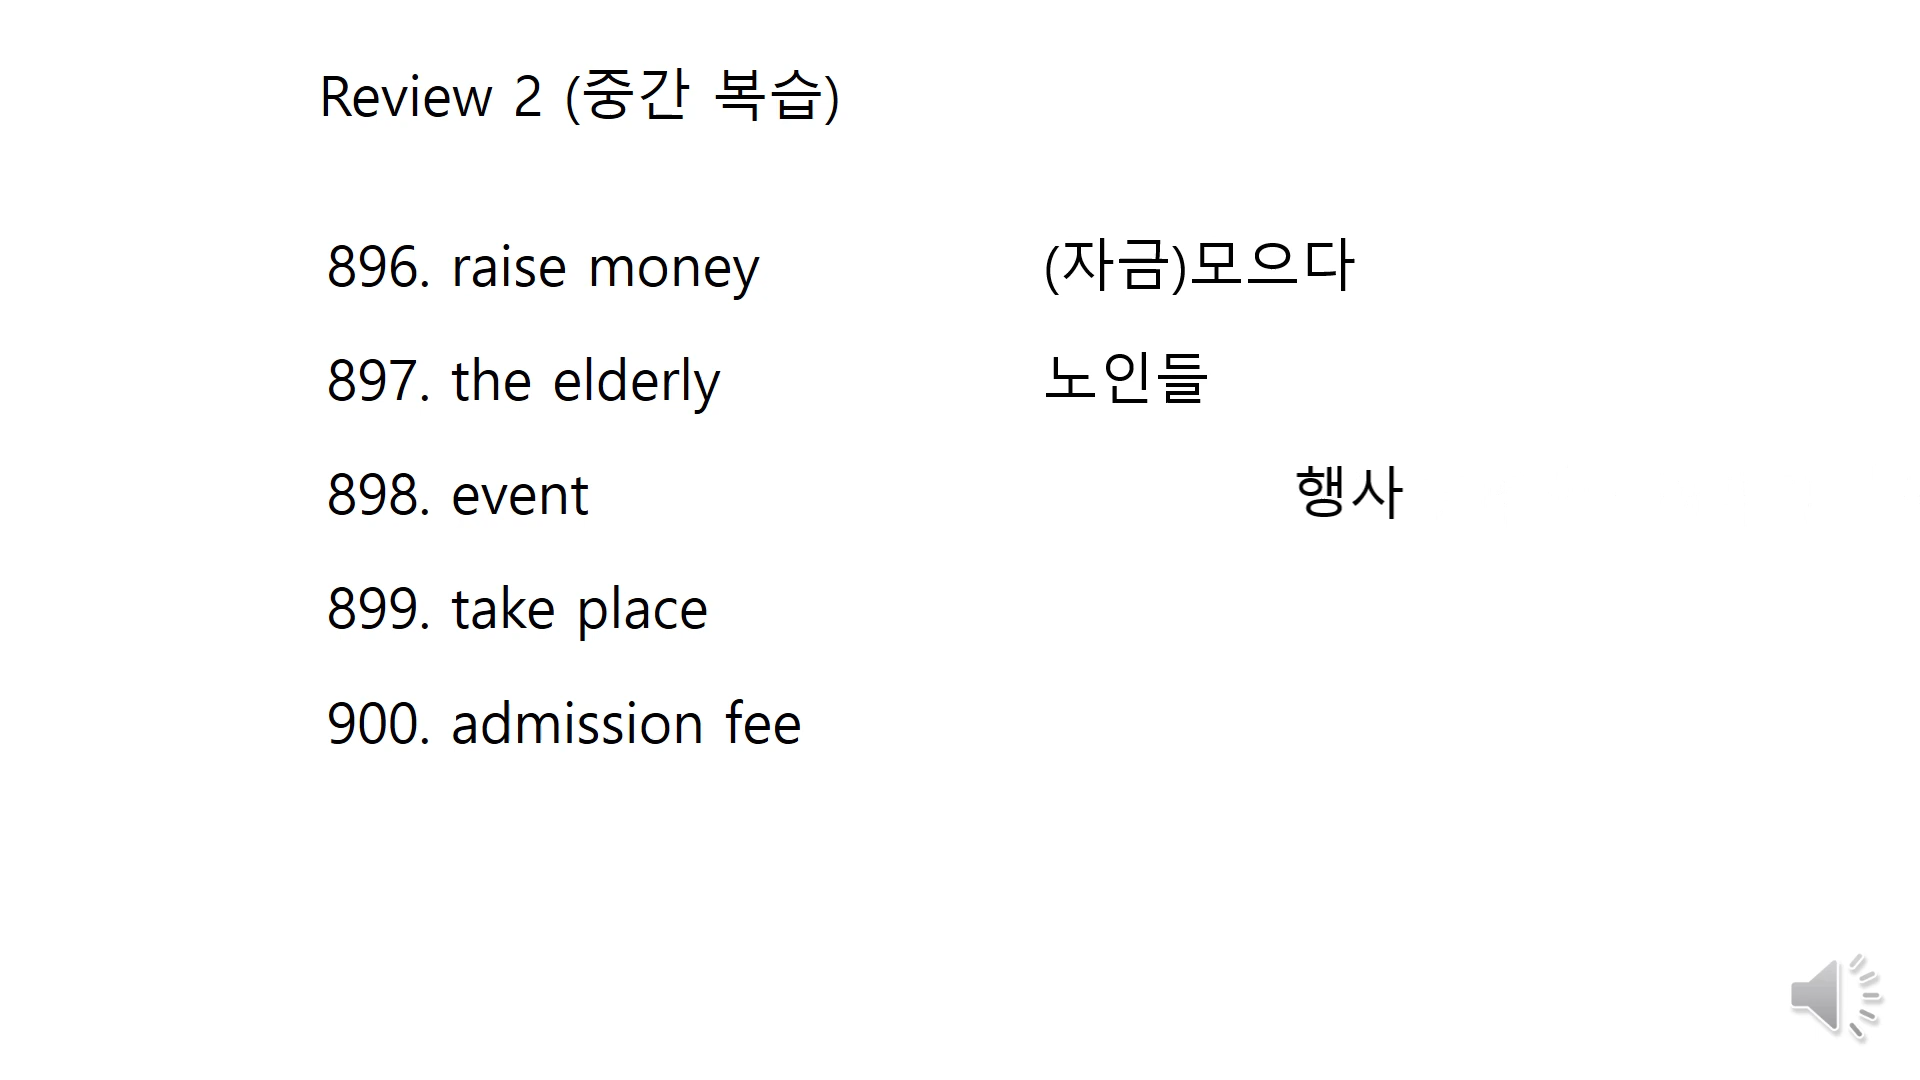 Review 2 (중간 복습)
896. raise money (자금)모으다
897. the elderly 노인들
898. event 행사
899. take place
900. admission fee